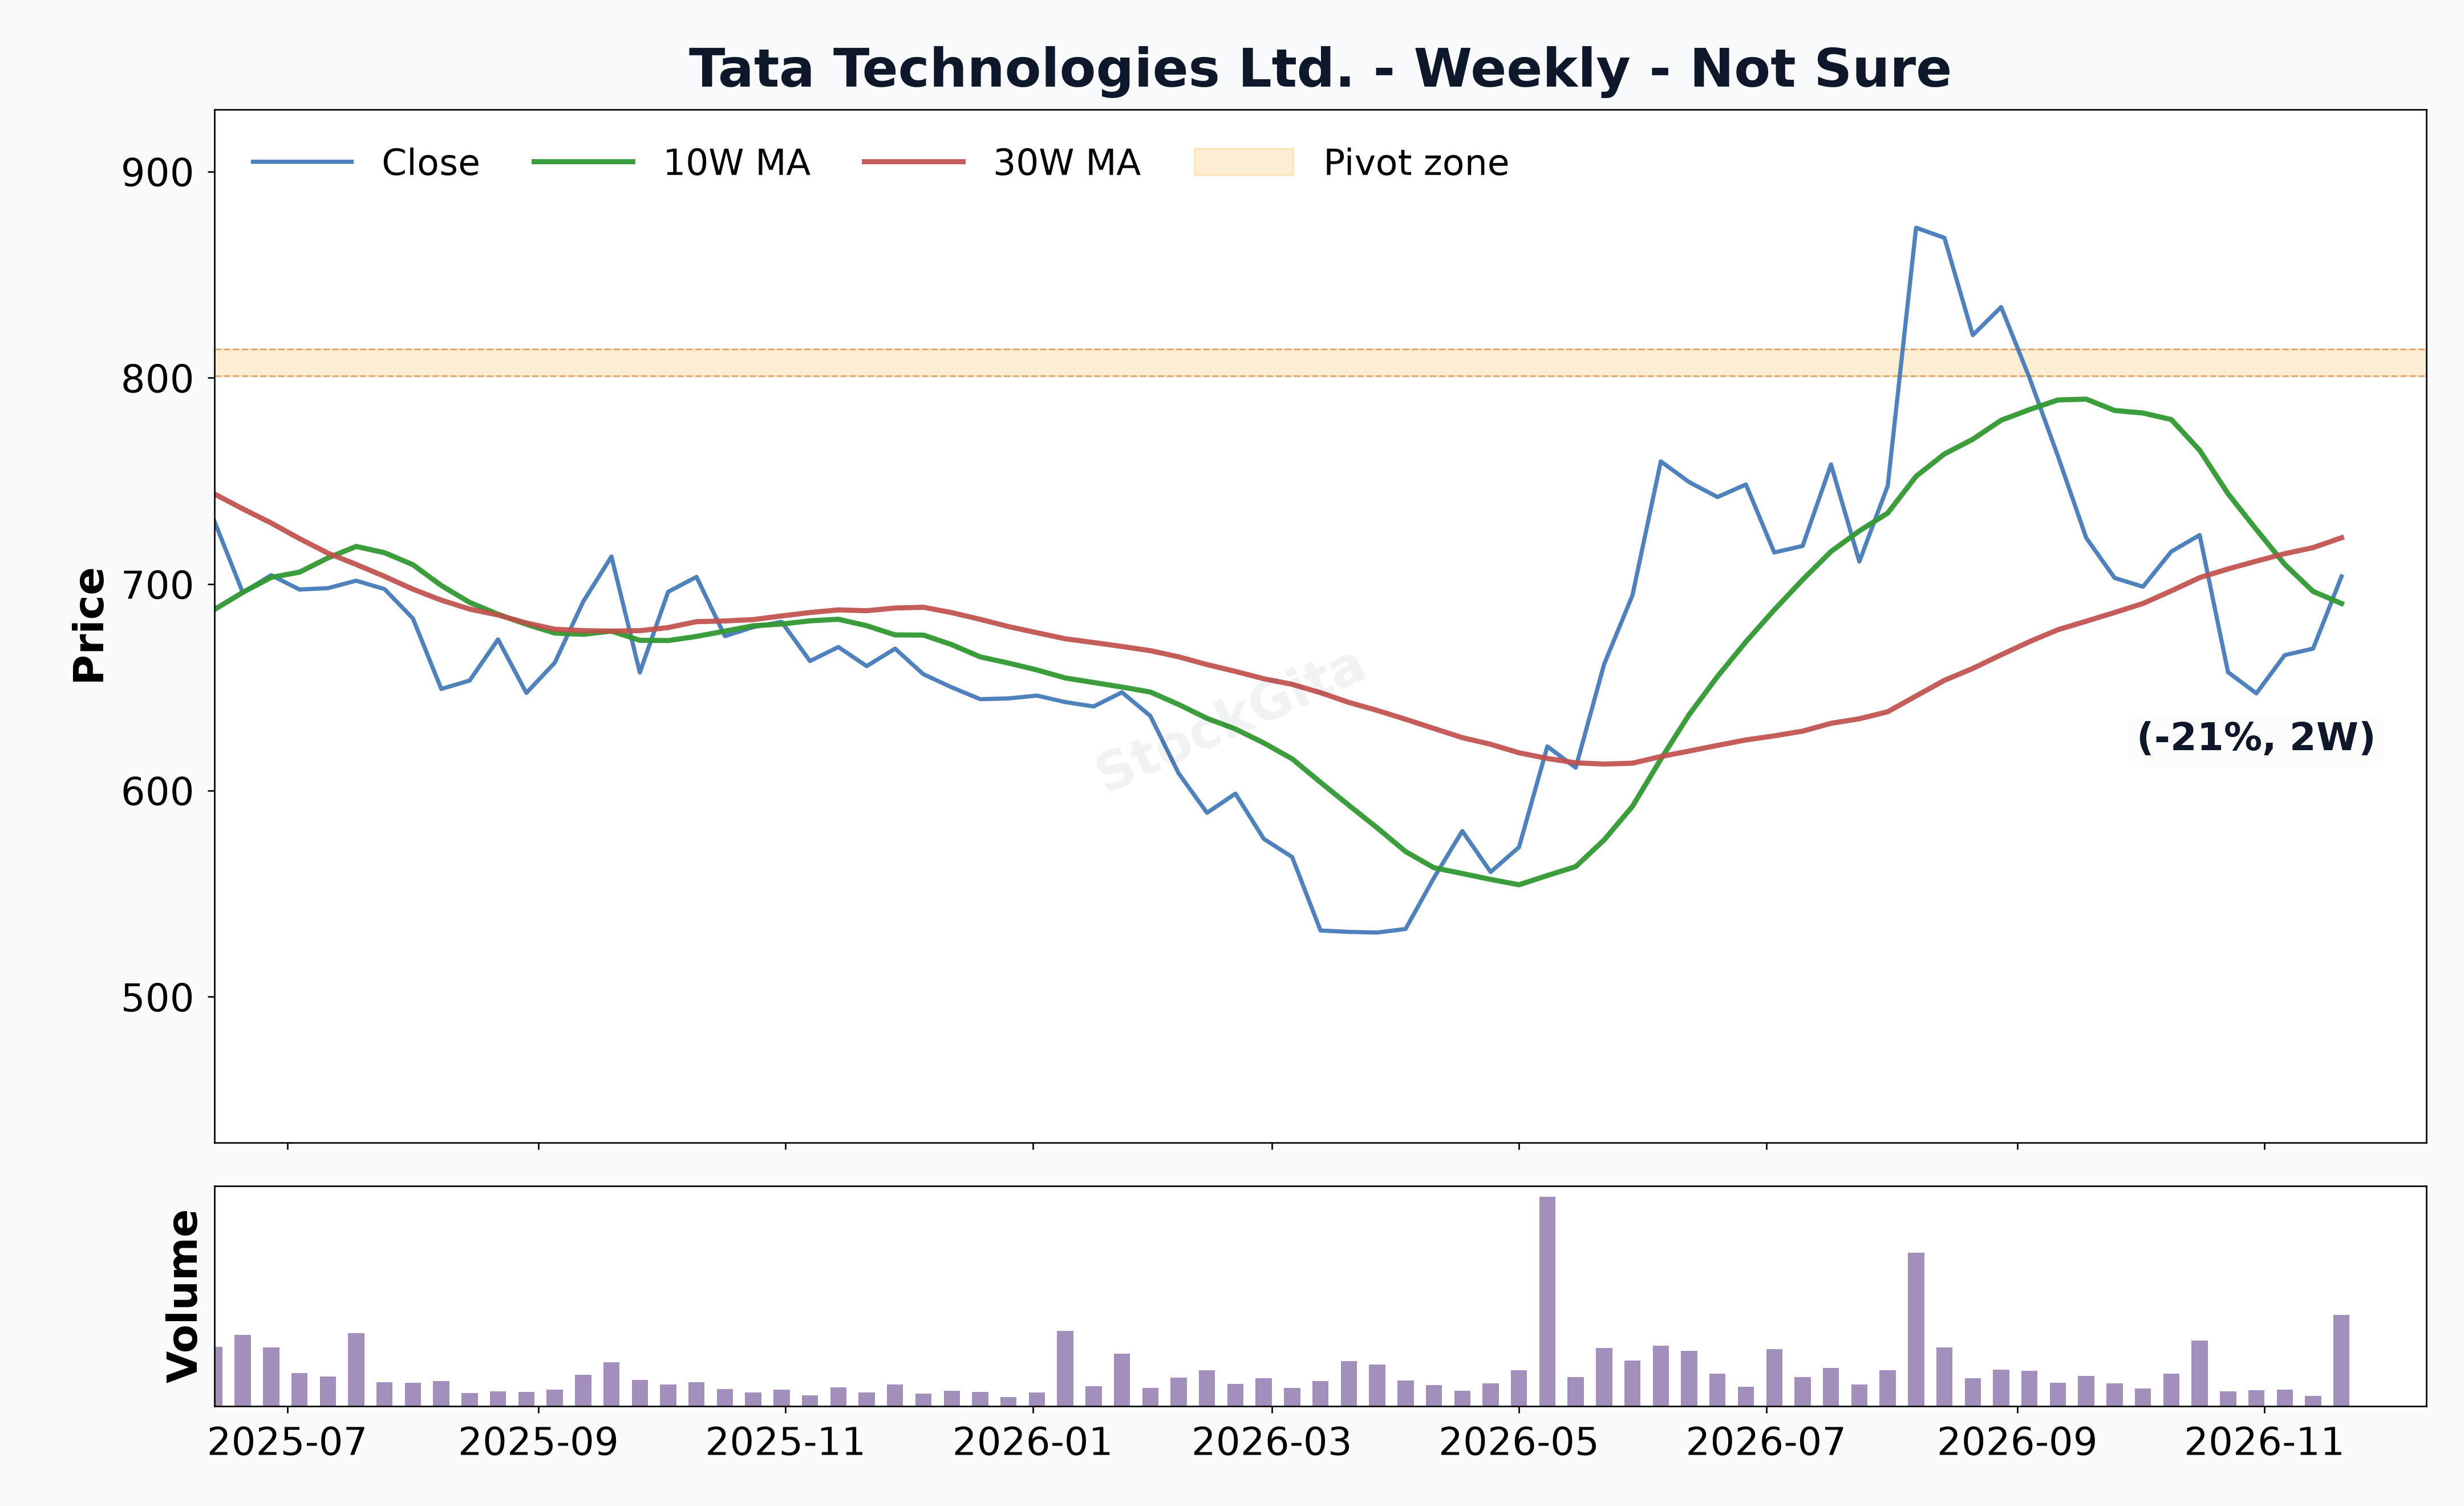 Tata Technologies Ltd. - Weekly - Not Sure
Close
10W MA
30W MA
Pivot zone
900
800
700
600
500
Price
StockGita
(-21%, 2W)
Volume
2025-07
2025-09
2025-11
2026-01
2026-03
2026-05
2026-07
2026-09
2026-11